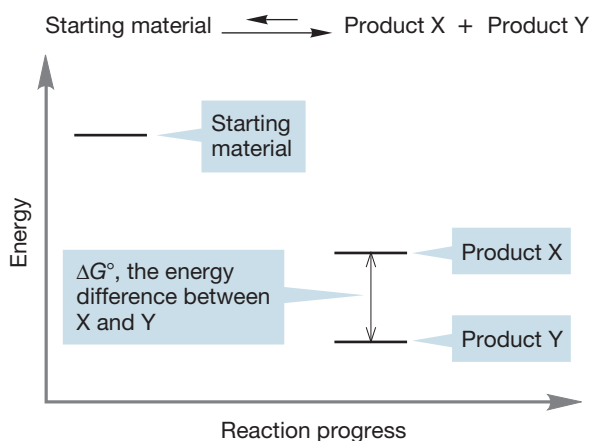 Starting material ⇌ Product X + Product Y
Energy
Starting
material
ΔG°, the energy
difference between
X and Y
Product X
Product Y
Reaction progress